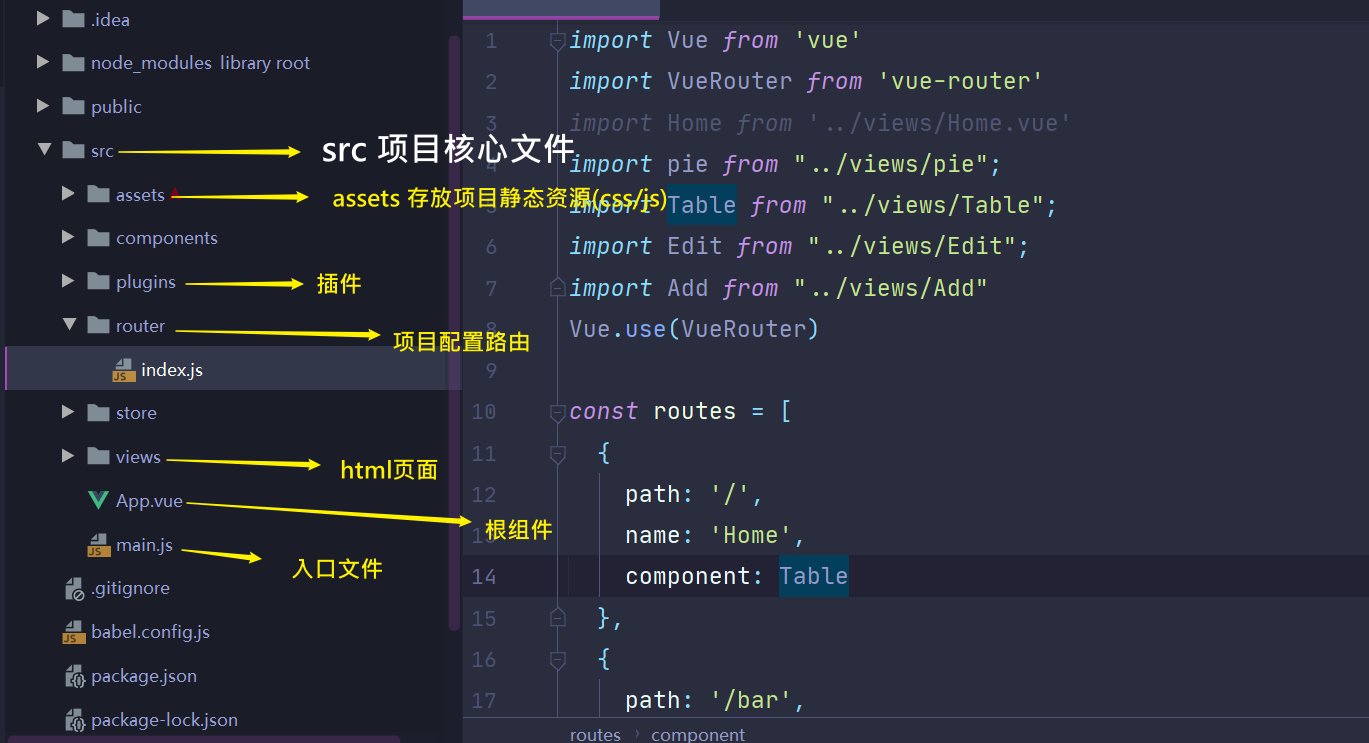 .idea
node_modules library root
public
src
src 项目核心文件
assets
assets 存放项目静态资源(css/js)
components
plugins
插件
router
项目配置路由
index.js
store
views
html页面
App.vue
根组件
main.js
入口文件
.gitignore
babel.config.js
package.json
package-lock.json
1 import Vue from 'vue'
2 import VueRouter from 'vue-router'
3 import Home from '../views/Home.vue'
4 import pie from "../views/pie";
import Table from "../views/Table";
6 import Edit from "../views/Edit";
7 import Add from "../views/Add"
8 Vue.use(VueRouter)
9
10 const routes = [
11 {
12 path: '/',
13 name: 'Home',
14 component: Table
15 },
16 {
17 path: '/bar',
routes › component